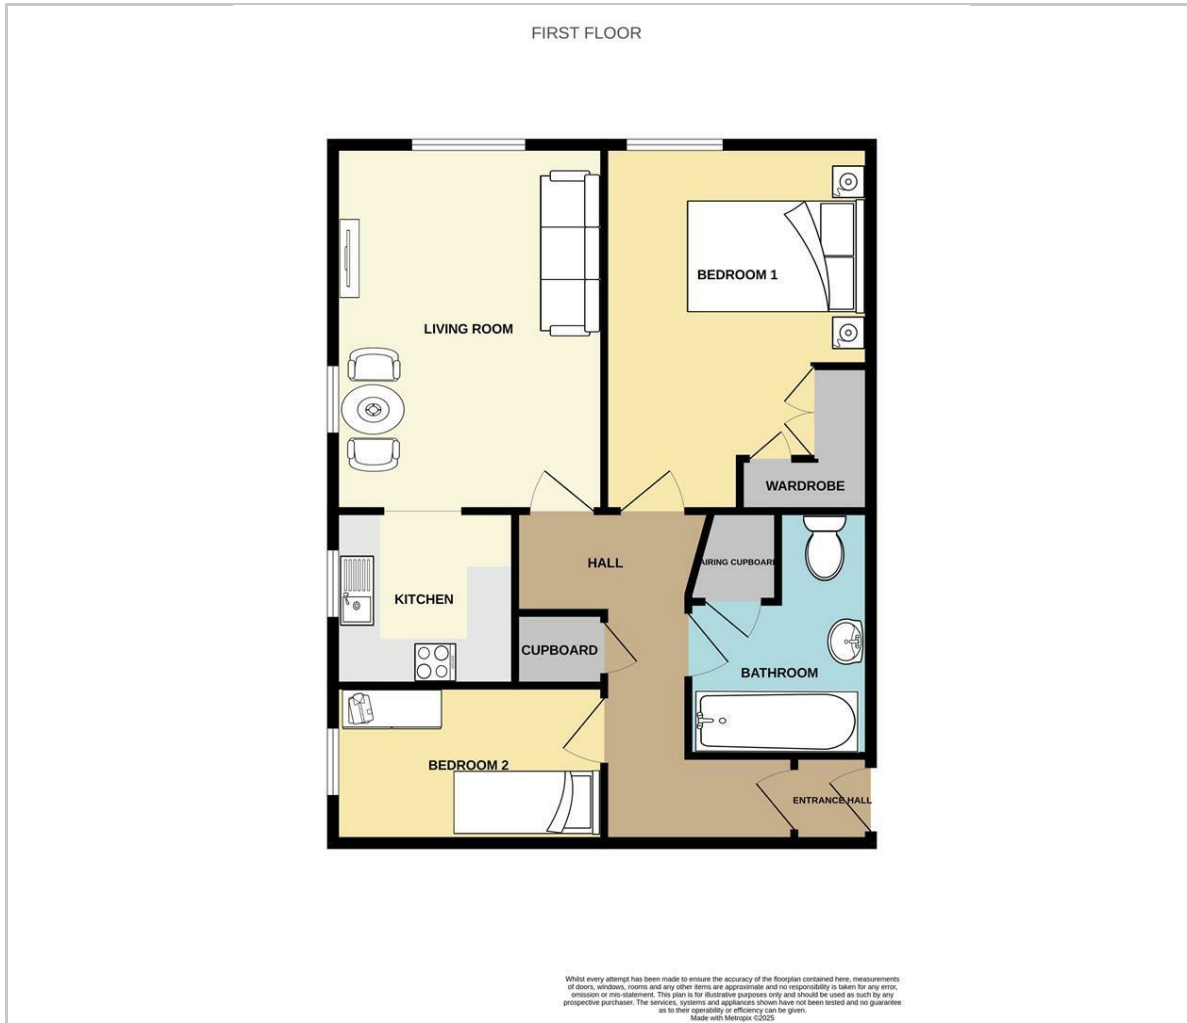 FIRST FLOOR
BEDROOM 1
LIVING ROOM
WARDROBE
HALL
AIRING CUPBOARD
KITCHEN
CUPBOARD
BATHROOM
BEDROOM 2
ENTRANCE HALL
Whilst every attempt has been made to ensure the accuracy of the floorplan contained here, measurements
of doors, windows, rooms and any other items are approximate and no responsibility is taken for any error,
omission or mis-statement. This plan is for illustrative purposes only and should be used as such by any
prospective purchaser. The services, systems and appliances shown have not been tested and no guarantee
as to their operability or efficiency can be given.
Made with Metropix ©2025